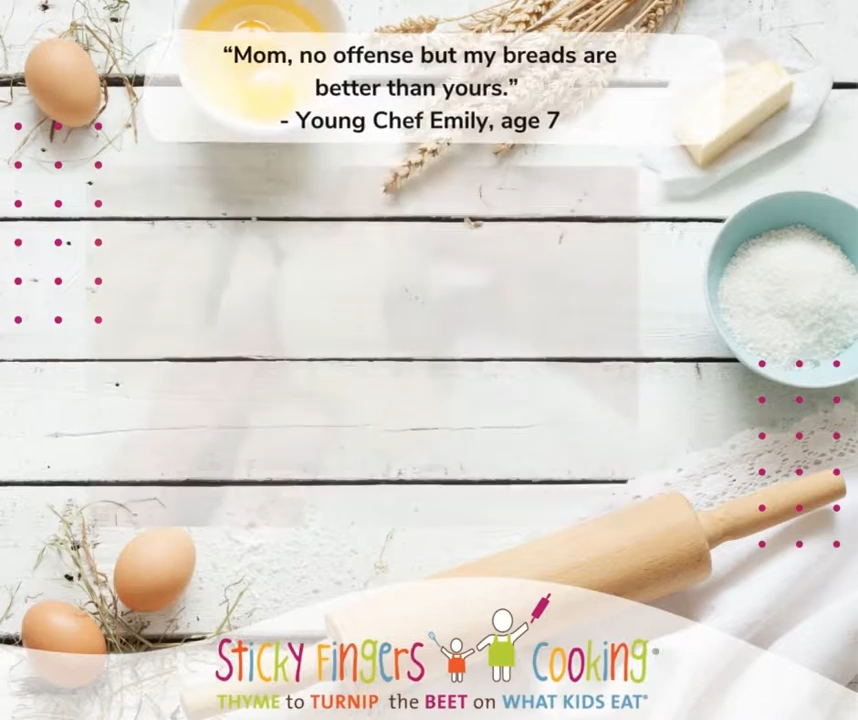 “Mom, no offense but my breads are
better than yours.”
- Young Chef Emily, age 7
Sticky Fingers Cooking®
THYME to TURNIP the BEET on WHAT KIDS EAT®